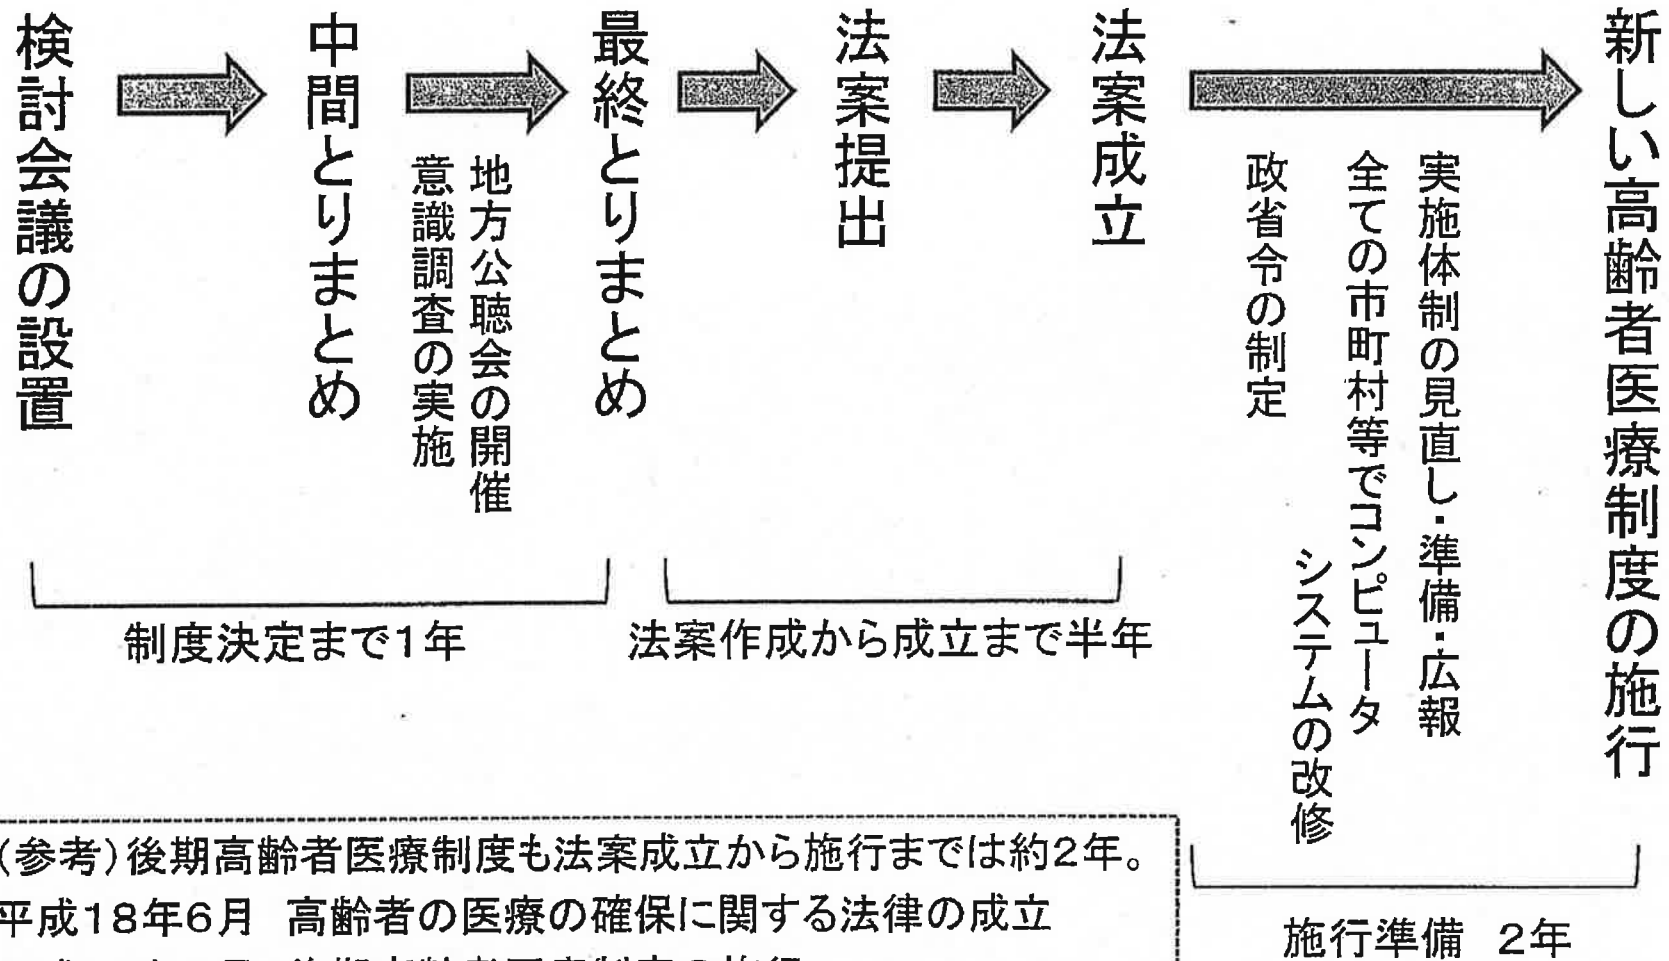 検討会議の設置
中間とりまとめ
地方公聴会の開催
意識調査の実施
最終とりまとめ
法案提出
法案成立
実施体制の見直し・準備・広報
全ての市町村等でコンピュータ
システムの改修
政省令の制定
新しい高齢者医療制度の施行
制度決定まで1年
法案作成から成立まで半年
施行準備 2年
(参考)後期高齢者医療制度も法案成立から施行までは約2年。
平成18年6月 高齢者の医療の確保に関する法律の成立